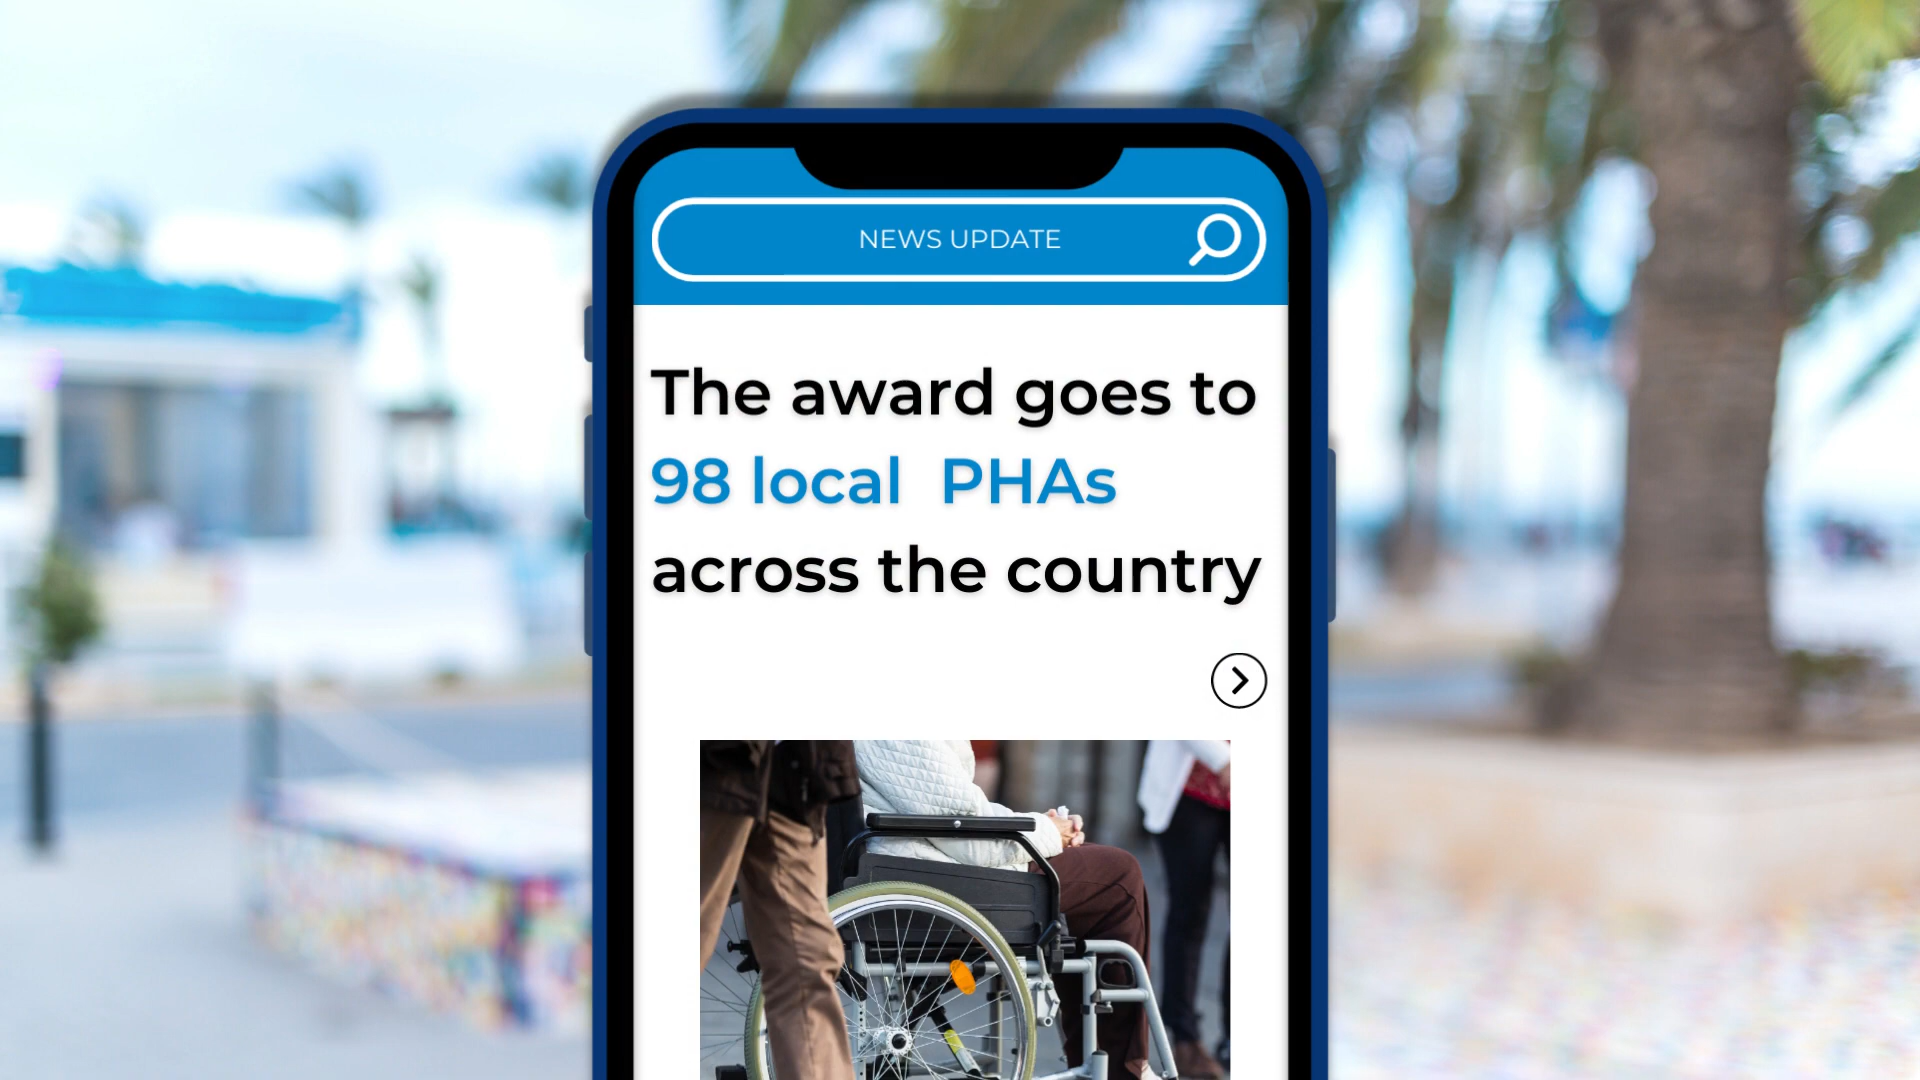 NEWS UPDATE
The award goes to
98 local  PHAs
across the country